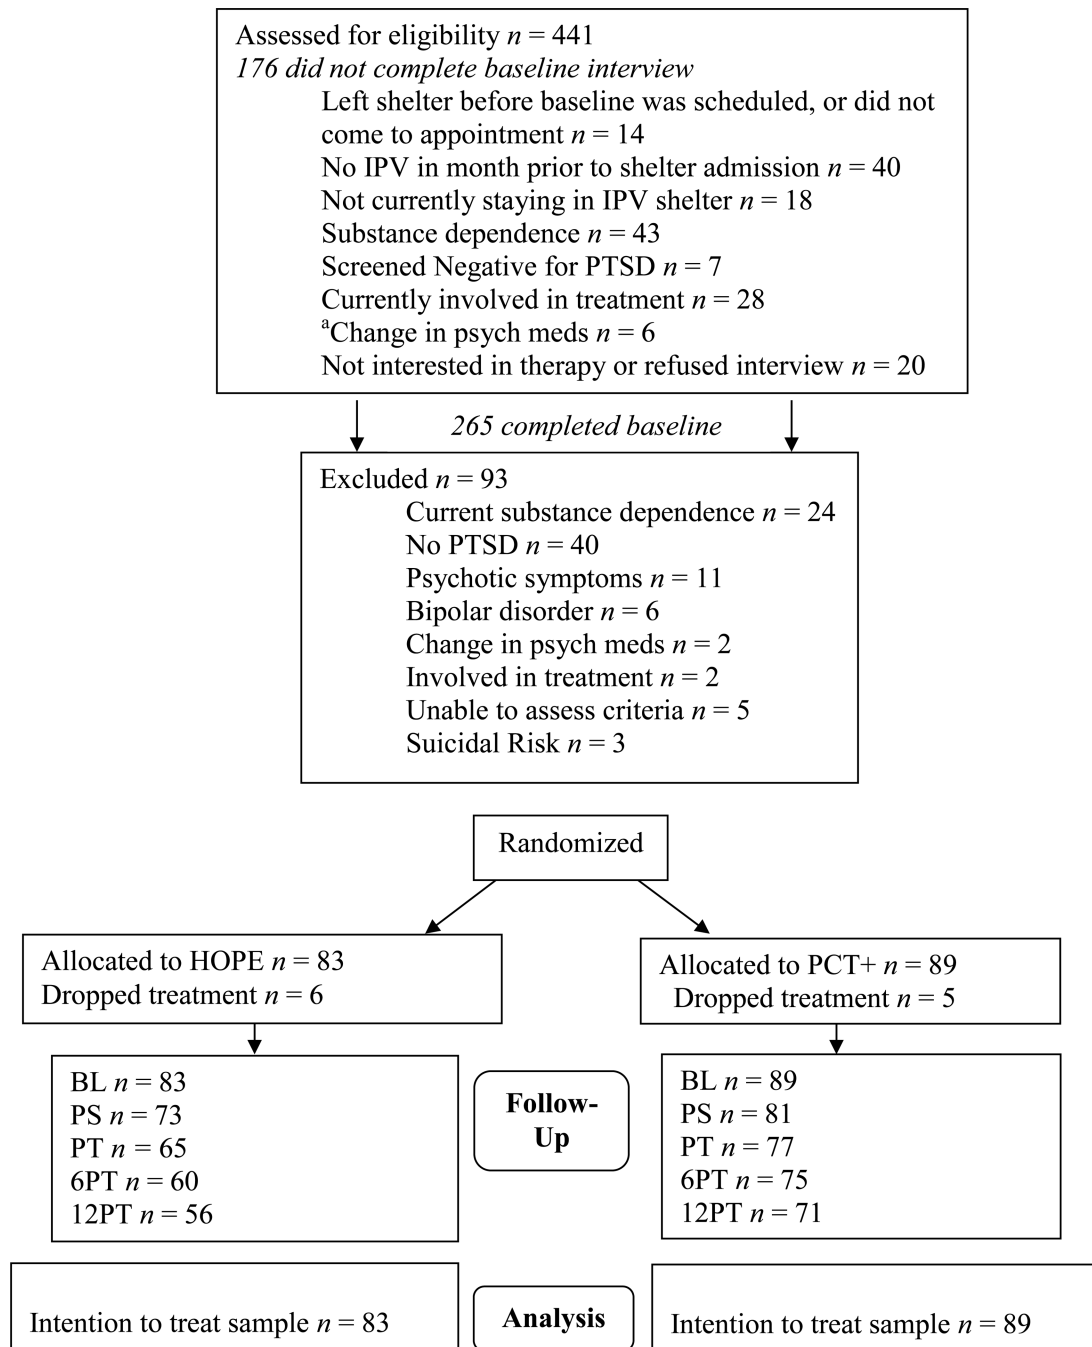 Assessed for eligibility n = 441
176 did not complete baseline interview
Left shelter before baseline was scheduled, or did not
come to appointment n = 14
No IPV in month prior to shelter admission n = 40
Not currently staying in IPV shelter n = 18
Substance dependence n = 43
Screened Negative for PTSD n = 7
Currently involved in treatment n = 28
aChange in psych meds n = 6
Not interested in therapy or refused interview n = 20
265 completed baseline
Excluded n = 93
Current substance dependence n = 24
No PTSD n = 40
Psychotic symptoms n = 11
Bipolar disorder n = 6
Change in psych meds n = 2
Involved in treatment n = 2
Unable to assess criteria n = 5
Suicidal Risk n = 3
Randomized
Allocated to HOPE n = 83
Dropped treatment n = 6
Allocated to PCT+ n = 89
Dropped treatment n = 5
BL n = 83
PS n = 73
PT n = 65
6PT n = 60
12PT n = 56
Follow-
Up
BL n = 89
PS n = 81
PT n = 77
6PT n = 75
12PT n = 71
Intention to treat sample n = 83
Analysis
Intention to treat sample n = 89